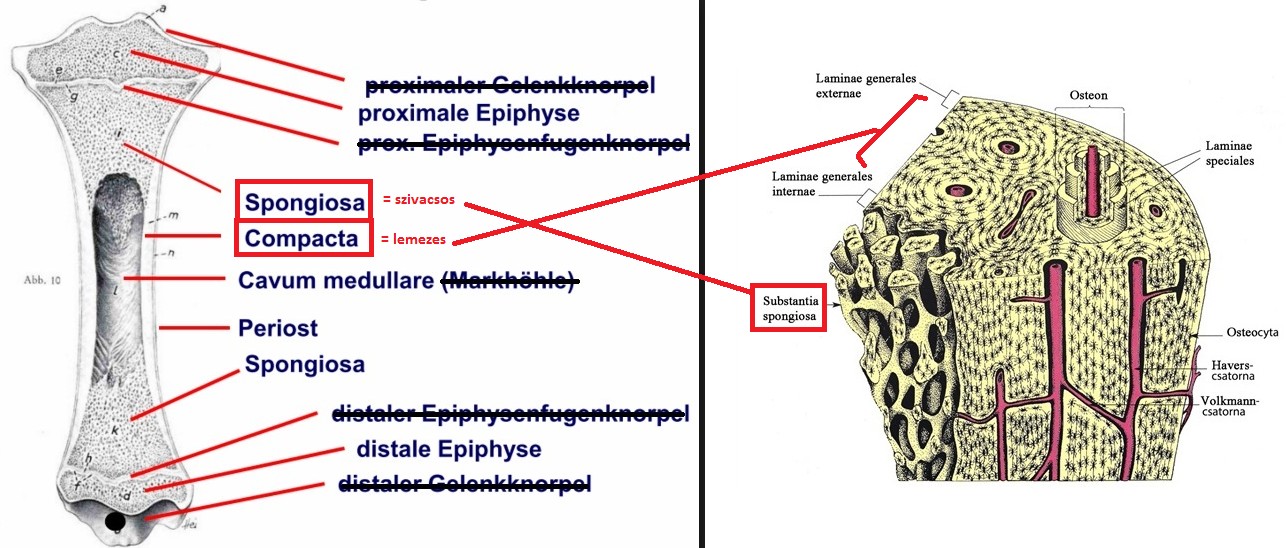 a
c
proximaler Gelenkknorpel
proximale Epiphyse
e
g
prox. Epiphysenfugenknorpel
i
Spongiosa = szivacsos
m
Compacta = lemezes
n
Abb. 10
l
Cavum medullare (Markhöhle)
Periost
Spongiosa
distaler Epiphysenfugenknorpel
k
distale Epiphyse
h
f
d
distaler Gelenkknorpel
Laminae generales
externae
Osteon
Laminae
speciales
Laminae generales
internae
Substantia
spongiosa
Osteocyta
Havers-
csatorna
Volkmann-
csatorna